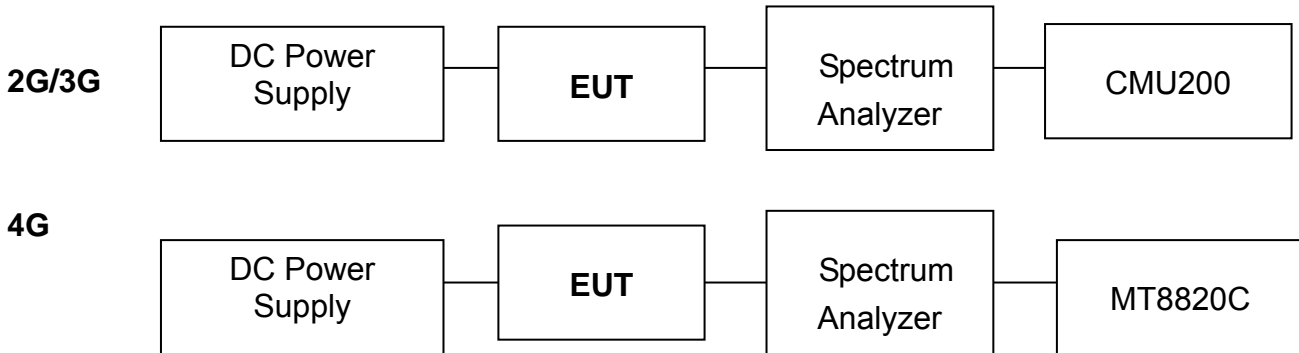 2G/3G
DC Power
Supply
EUT
Spectrum
Analyzer
CMU200
4G
DC Power
Supply
EUT
Spectrum
Analyzer
MT8820C